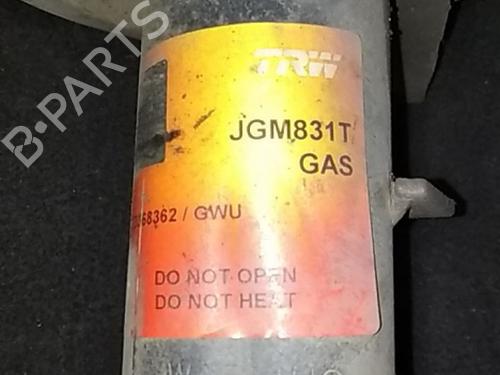 TRW
JGM831T
GAS
68362 / GWU
DO NOT OPEN
DO NOT HEAT
B-PARTS